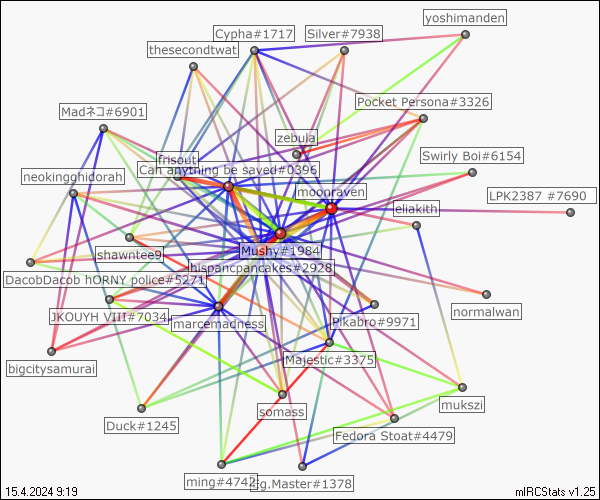 yoshimanden
Cypha#1717
Silver#7938
thesecondtwat
Pocket Persona#3326
Madネコ#6901
zebula
frisout
Swirly Boi#6154
Can anything be saved#0396
neokingghidorah
moonraven
LPK2387 #7690
eliakith
Mushy#1984
shawntee9
hispancpancakes#2928
DacobDacob hORNY police#5271
normalwan
JKOUYH VIII#7034
marcemadness
Pikabro#9971
Majestic#3375
bigcitysamurai
mukszi
somass
Duck#1245
Fedora Stoat#4479
ming#4742
g.Master#1378
15.4.2024 9:19
mIRCStats v1.25